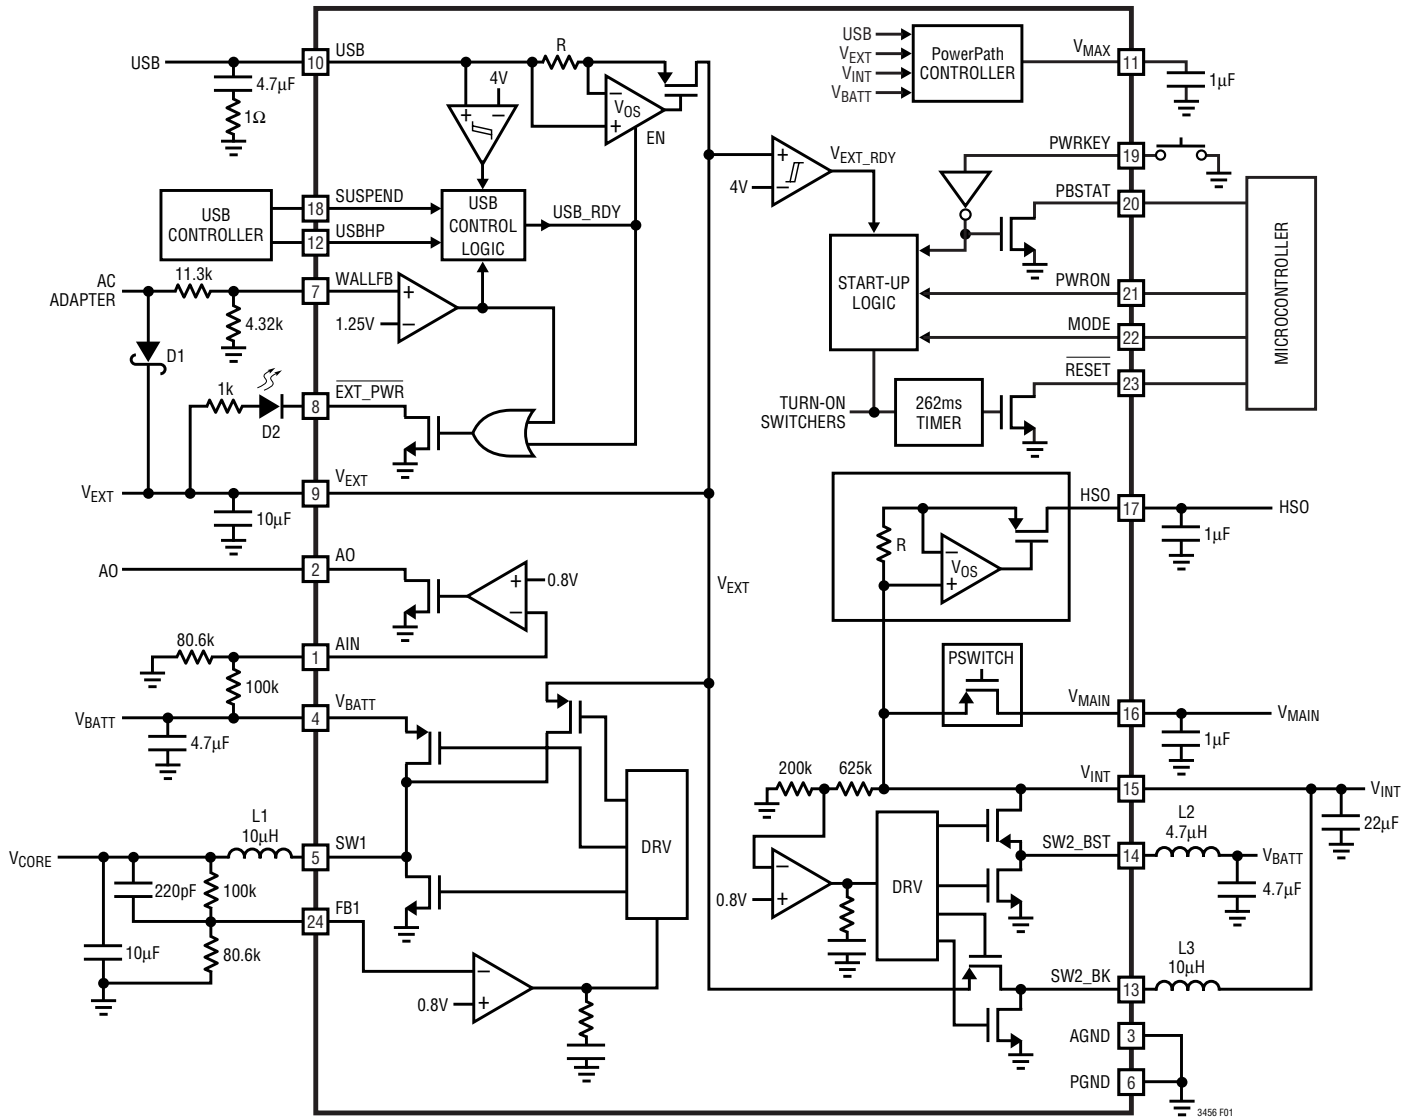 USB
4.7µF
1Ω
10
USB
R
4V
+
−
−
VOS
+
EN
USB
VEXT
VINT
VBATT
PowerPath
CONTROLLER
VMAX
11
1µF
USB
CONTROLLER
18
SUSPEND
12
USBHP
USB
CONTROL
LOGIC
USB_RDY
+
4V
−
VEXT_RDY
START-UP
LOGIC
PWRKEY
19
PBSTAT
20
PWRON
21
MODE
22
RESET
23
MICROCONTROLLER
AC
ADAPTER
11.3k
4.32k
7
WALLFB
+
1.25V
−
D1
1k
D2
8
EXT_PWR
TURN-ON
SWITCHERS
262ms
TIMER
VEXT
10µF
9
VEXT
HSO
17
HSO
1µF
R
−
VOS
+
AO
2
AO
+
0.8V
−
VEXT
80.6k
1
AIN
100k
PSWITCH
VMAIN
16
VMAIN
1µF
VBATT
4.7µF
4
VBATT
DRV
200k
625k
VINT
15
VINT
22µF
L1
10µH
5
SW1
VCORE
220pF
100k
24
FB1
10µF
80.6k
−
0.8V
+
−
0.8V
+
DRV
SW2_BST
14
L2
4.7µH
VBATT
4.7µF
SW2_BK
13
L3
10µH
AGND
3
PGND
6
3456 F01